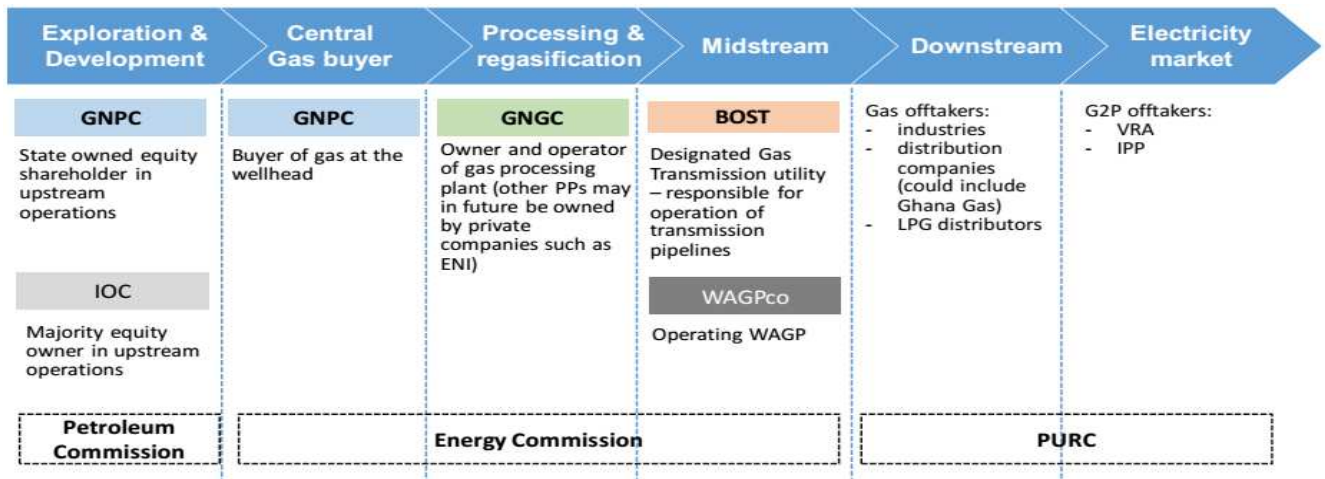 Exploration &
Development
Central
Gas buyer
Processing &
regasification
Midstream
Downstream
Electricity
market
GNPC
State owned equity
shareholder in
upstream
operations
IOC
Majority equity
owner in upstream
operations
GNPC
Buyer of gas at the
wellhead
GNGC
Owner and operator
of gas processing
plant (other PPs may
in future be owned
by private
companies such as
ENI)
BOST
Designated Gas
Transmission utility
– responsible for
operation of
transmission
pipelines
WAGPco
Operating WAGP
Gas offtakers:
- industries
- distribution
companies
(could include
Ghana Gas)
- LPG distributors
G2P offtakers:
- VRA
- IPP
Petroleum
Commission
Energy Commission
PURC